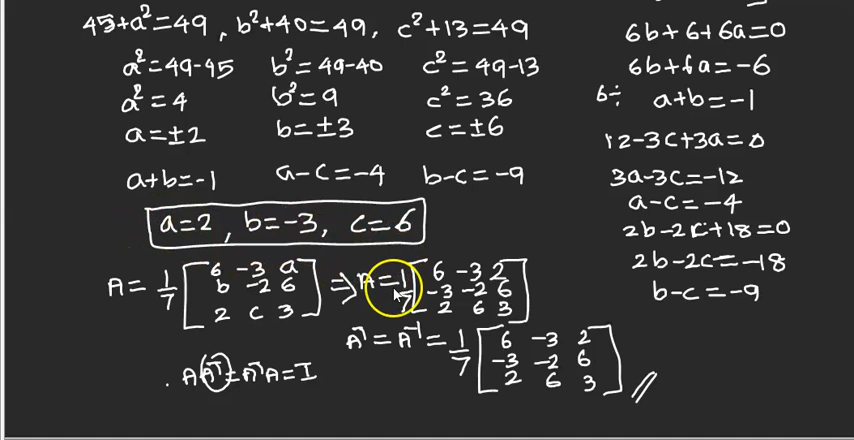 45+a²=49, b²+40=49, c²+13=49
a²=49-45 b²=49-40 c²=49-13
a²=4 b²=9 c²=36
a=±2 b=±3 c=±6
a+b=-1 a-c=-4 b-c=-9
a=2, b=-3, c=6
6b+6+6a=0
6b+6a=-6
6÷ a+b=-1
12-3c+3a=0
3a-3c=-12
a-c=-4
2b-2c+18=0
2b-2c=-18
b-c=-9
A = 1/7 [6 -3 a
b -2 6
2 c 3] ⇒ A = 1/7 [6 -3 2
-3 -2 6
2 6 3]
Aᵀ = A⁻¹ = 1/7 [6 -3 2
-3 -2 6
2 6 3] //
. AAᵀ=AᵀA=I